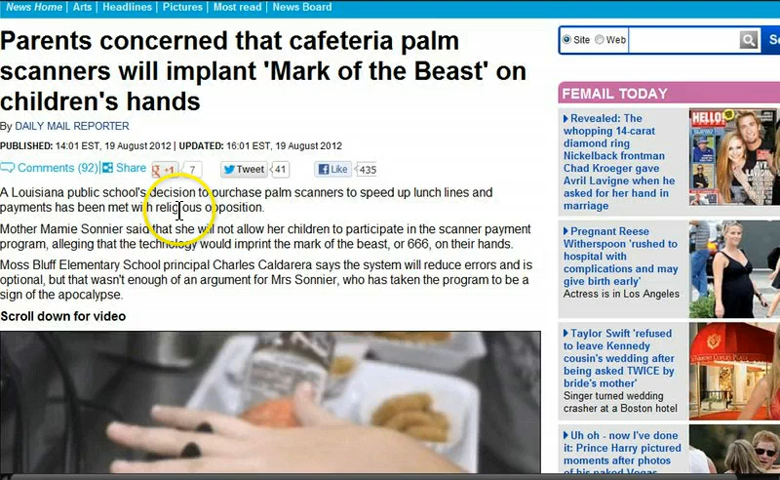 News Home | Arts | Headlines | Pictures | Most read | News Board
Parents concerned that cafeteria palm
scanners will implant 'Mark of the Beast' on
children's hands
By DAILY MAIL REPORTER
PUBLISHED: 14:01 EST, 19 August 2012 | UPDATED: 16:01 EST, 19 August 2012
Comments (92) Share +1 7 Tweet 41 Like 435
A Louisiana public school's decision to purchase palm scanners to speed up lunch lines and
payments has been met with religious opposition.
Mother Mamie Sonnier said that she will not allow her children to participate in the scanner payment
program, alleging that the technology would imprint the mark of the beast, or 666, on their hands.
Moss Bluff Elementary School principal Charles Caldarera says the system will reduce errors and is
optional, but that wasn't enough of an argument for Mrs Sonnier, who has taken the program to be a
sign of the apocalypse.
Scroll down for video
Site Web Se
FEMAIL TODAY
Revealed: The
whopping 14-carat
diamond ring
Nickelback frontman
Chad Kroeger gave
Avril Lavigne when he
asked for her hand in
marriage
HELLO!
Pregnant Reese
Witherspoon 'rushed to
hospital with
complications and may
give birth early'
Actress is in Los Angeles
Taylor Swift 'refused
to leave Kennedy
cousin's wedding after
being asked TWICE by
bride's mother'
Singer turned wedding
crasher at a Boston hotel
Uh oh - now I've done
it: Prince Harry pictured
moments after photos
of his naked Vegas